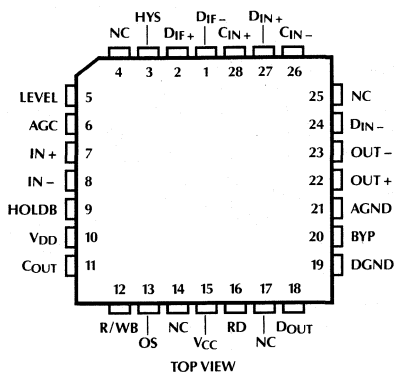 HYS DIF- DIN+
NC DIF+ CIN+ CIN-
4 3 2 1 28 27 26
LEVEL 5 25 NC
AGC 6 24 DIN-
IN+ 7 23 OUT-
IN- 8 22 OUT+
HOLDB 9 21 AGND
VDD 10 20 BYP
COUT 11 19 DGND
12 13 14 15 16 17 18
R/WB NC RD DOUT
OS VCC NC
TOP VIEW